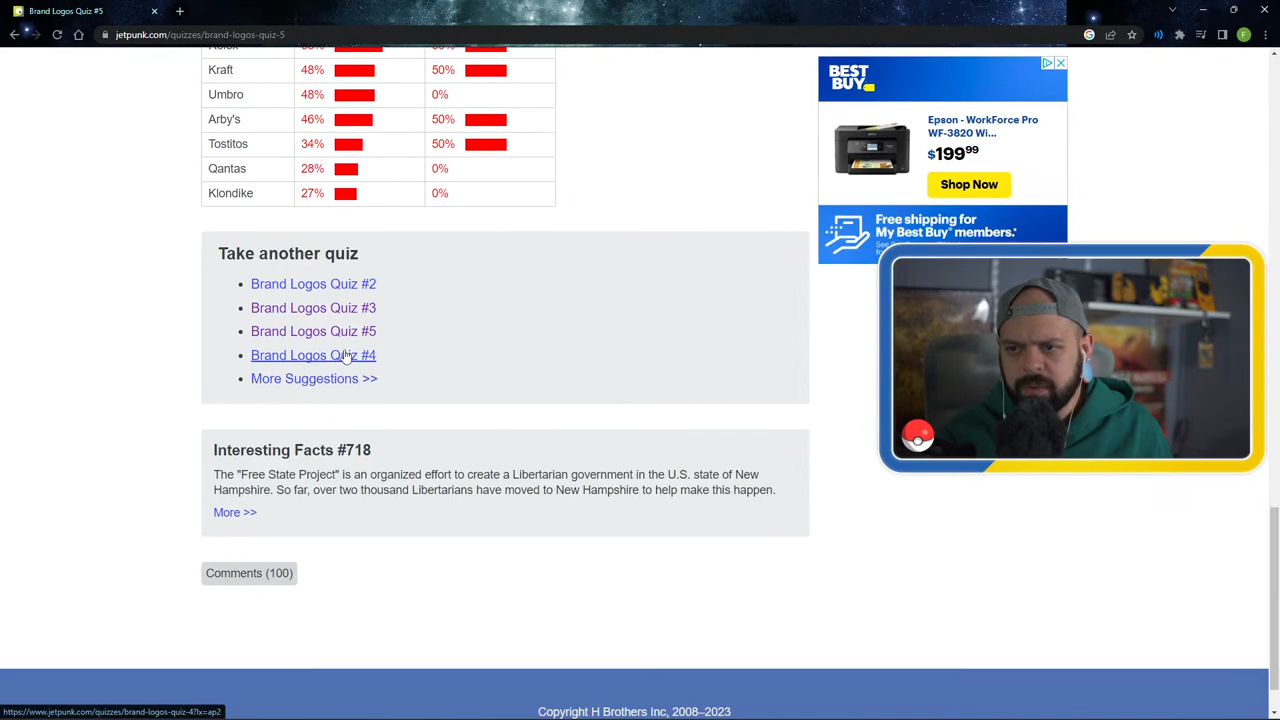 Brand Logos Quiz #5
jetpunk.com/quizzes/brand-logos-quiz-5
Kraft 48% 50%
Umbro 48% 0%
Arby's 46% 50%
Tostitos 34% 50%
Qantas 28% 0%
Klondike 27% 0%
BEST
BUY
Epson - WorkForce Pro
WF-3820 Wi...
$199.99
Shop Now
Free shipping for
My Best Buy® members.*
Take another quiz
Brand Logos Quiz #2
Brand Logos Quiz #3
Brand Logos Quiz #5
Brand Logos Quiz #4
More Suggestions >>
Interesting Facts #718
The "Free State Project" is an organized effort to create a Libertarian government in the U.S. state of New
Hampshire. So far, over two thousand Libertarians have moved to New Hampshire to help make this happen.
More >>
Comments (100)
Copyright H Brothers Inc, 2008–2023
https://www.jetpunk.com/quizzes/brand-logos-quiz-4?lx=ap2